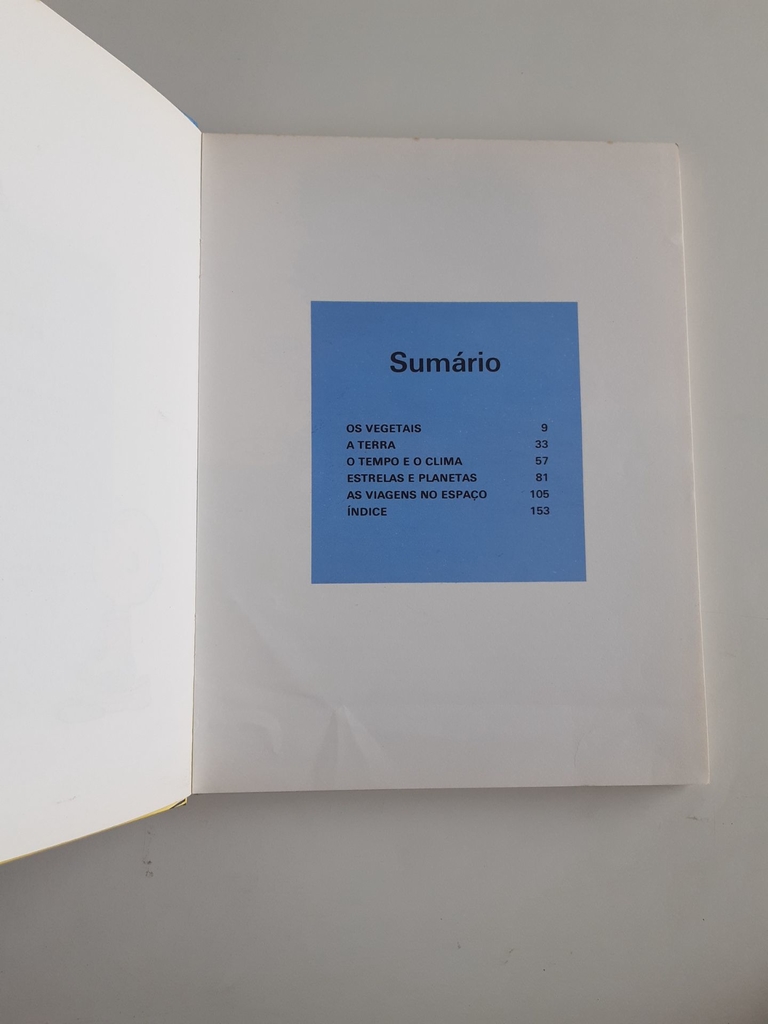 Sumário
OS VEGETAIS 9
A TERRA 33
O TEMPO E O CLIMA 57
ESTRELAS E PLANETAS 81
AS VIAGENS NO ESPAÇO 105
ÍNDICE 153